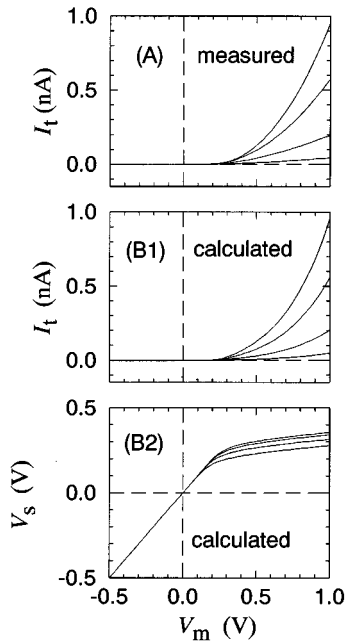 (A) measured
1.0
0.5
0.0
I_t (nA)
(B1) calculated
1.0
0.5
0.0
I_t (nA)
(B2)
calculated
0.5
0.0
-0.5
V_s (V)
-0.5 0.0 0.5 1.0
V_m (V)